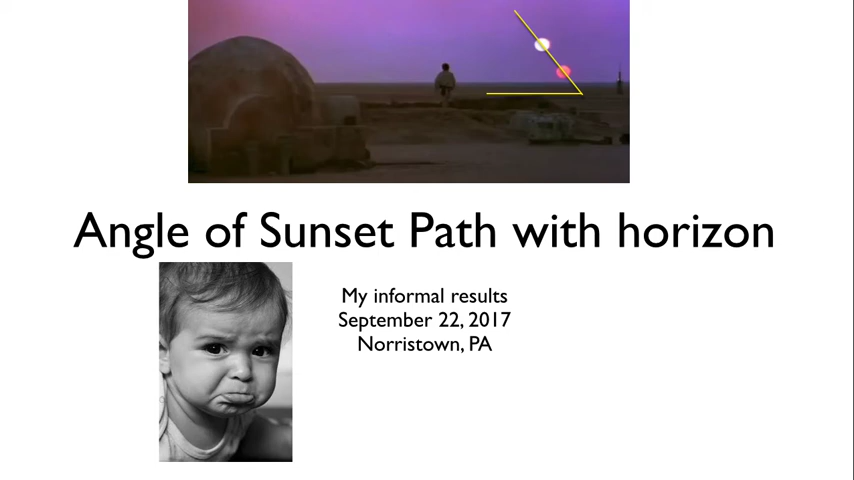 Angle of Sunset Path with horizon
My informal results
September 22, 2017
Norristown, PA